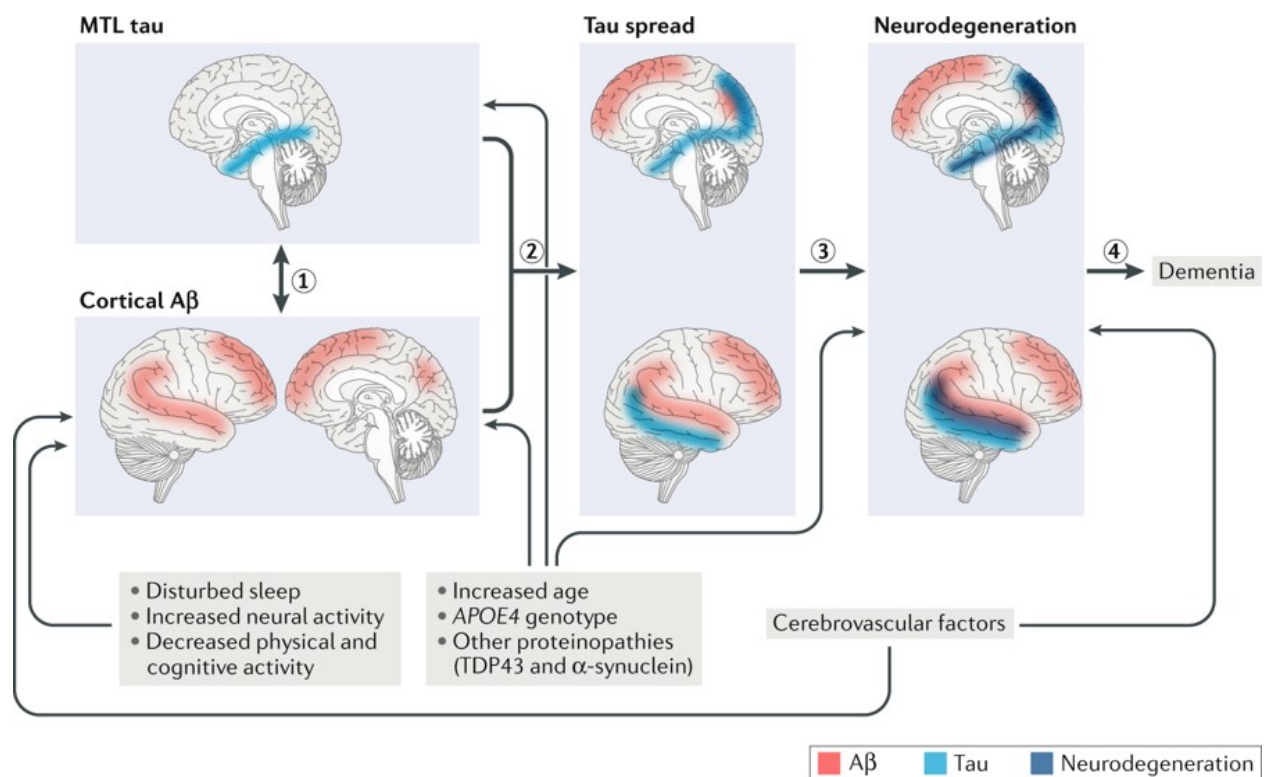 MTL tau
Tau spread
Neurodegeneration
①
②
③
④
Dementia
Cortical Aβ
• Disturbed sleep
• Increased neural activity
• Decreased physical and
cognitive activity
• Increased age
• APOE4 genotype
• Other proteinopathies
(TDP43 and α-synuclein)
Cerebrovascular factors
Aβ
Tau
Neurodegeneration